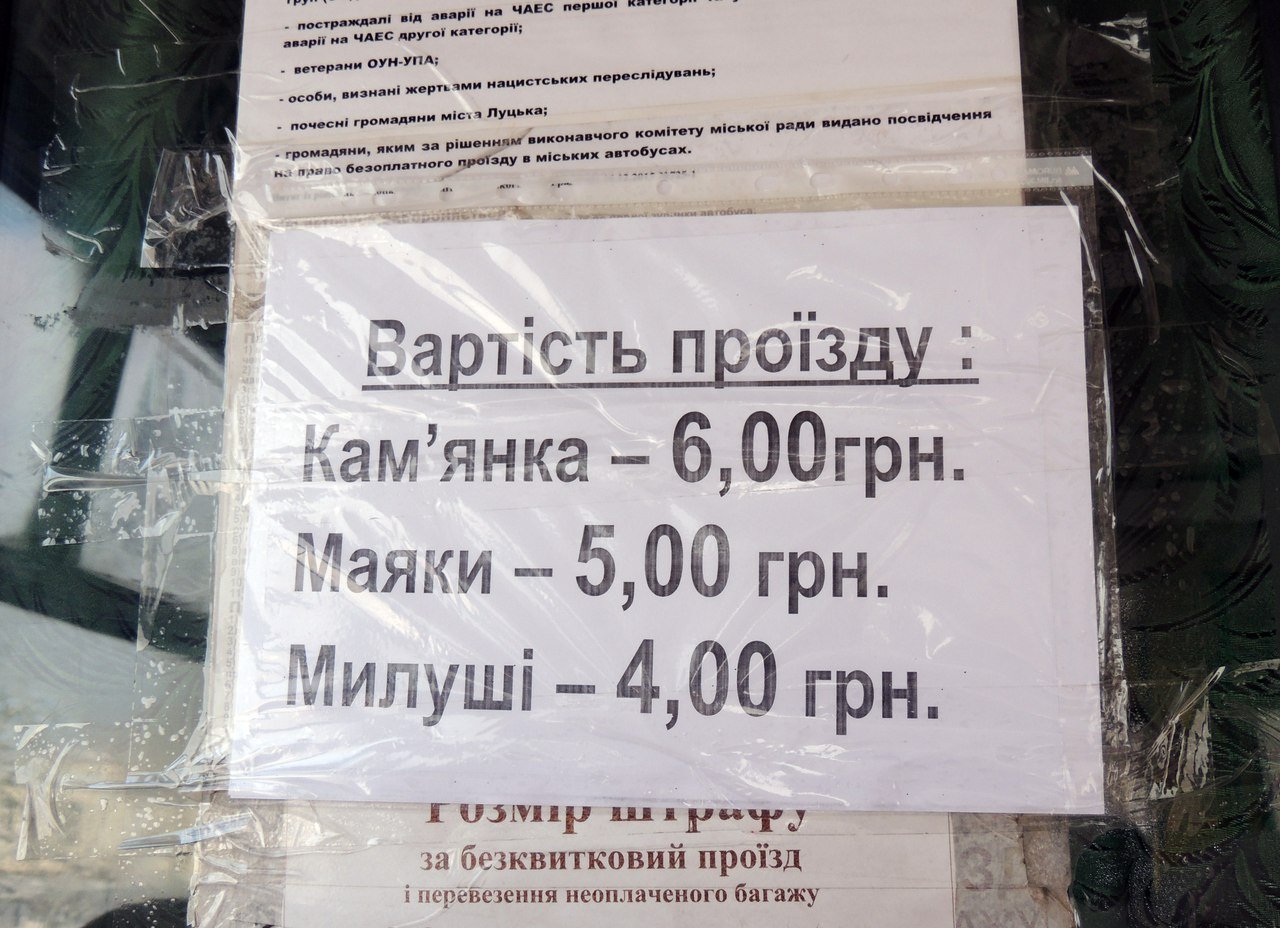 - постраждалі від аварії на ЧАЕС першої категорії
аварії на ЧАЕС другої категорії;
- ветерани ОУН-УПА;
- особи, визнані жертвами нацистських переслідувань;
- почесні громадяни міста Луцька;
- громадяни, яким за рішенням виконавчого комітету міської ради видано посвідчення
на право безоплатного проїзду в міських автобусах.
автобуса.
Вартість проїзду :
Кам’янка – 6,00грн.
Маяки – 5,00 грн.
Милуші – 4,00 грн.
Розмір штрафу
за безквитковий проїзд
і перевезення неоплаченого багажу